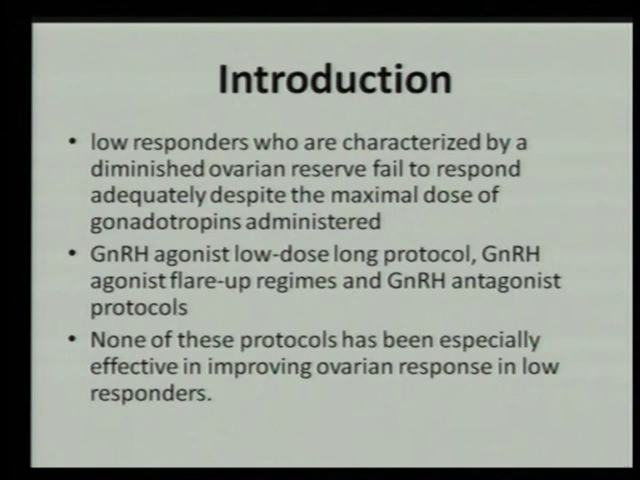 Introduction
• low responders who are characterized by a
diminished ovarian reserve fail to respond
adequately despite the maximal dose of
gonadotropins administered
• GnRH agonist low-dose long protocol, GnRH
agonist flare-up regimes and GnRH antagonist
protocols
• None of these protocols has been especially
effective in improving ovarian response in low
responders.